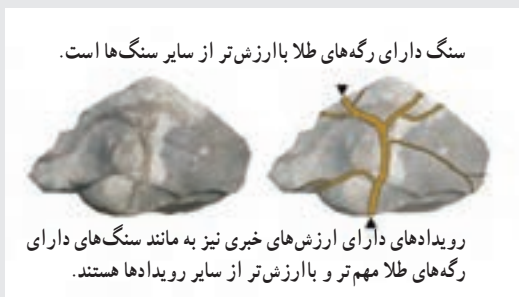 سنگ دارای رگه‌های طلا باارزش‌تر از سایر سنگ‌ها است.
رویدادهای دارای ارزش‌های خبری نیز به مانند سنگ‌های دارای
رگه‌های طلا مهم‌تر و باارزش‌تر از سایر رویدادها هستند.